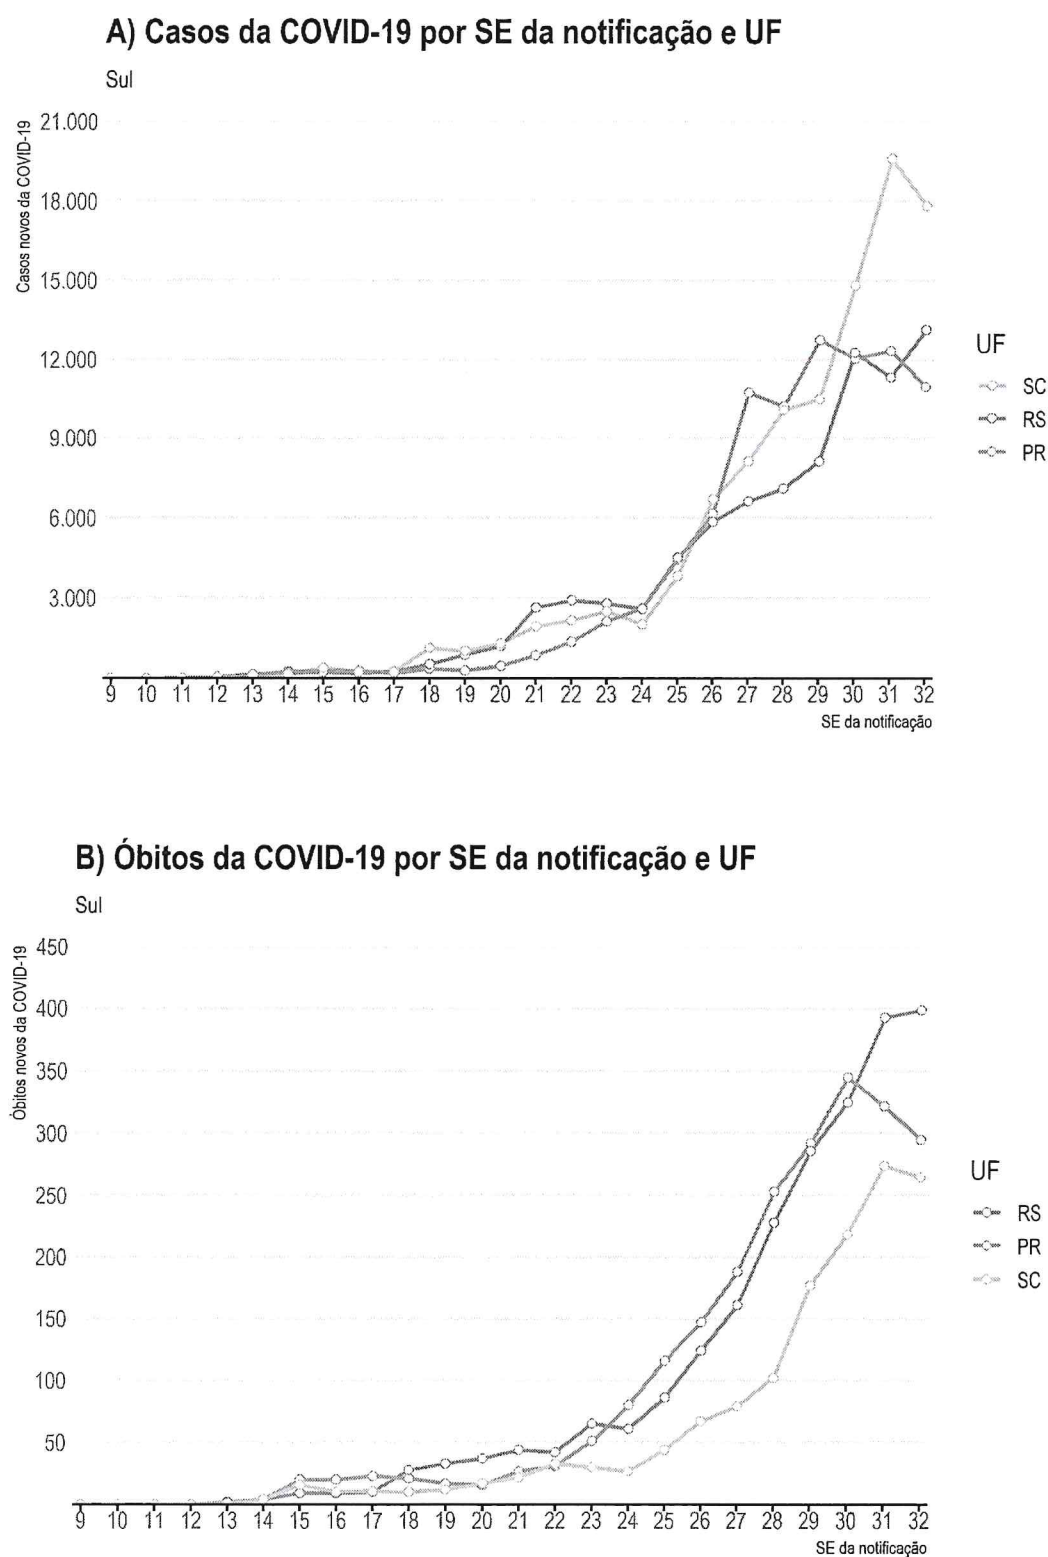 A) Casos da COVID-19 por SE da notificação e UF
Sul
Casos novos da COVID-19
21.000
18.000
15.000
12.000
9.000
6.000
3.000
9 10 11 12 13 14 15 16 17 18 19 20 21 22 23 24 25 26 27 28 29 30 31 32
SE da notificação
UF
SC
RS
PR
B) Óbitos da COVID-19 por SE da notificação e UF
Sul
Óbitos novos da COVID-19
450
400
350
300
250
200
150
100
50
9 10 11 12 13 14 15 16 17 18 19 20 21 22 23 24 25 26 27 28 29 30 31 32
SE da notificação
UF
RS
PR
SC